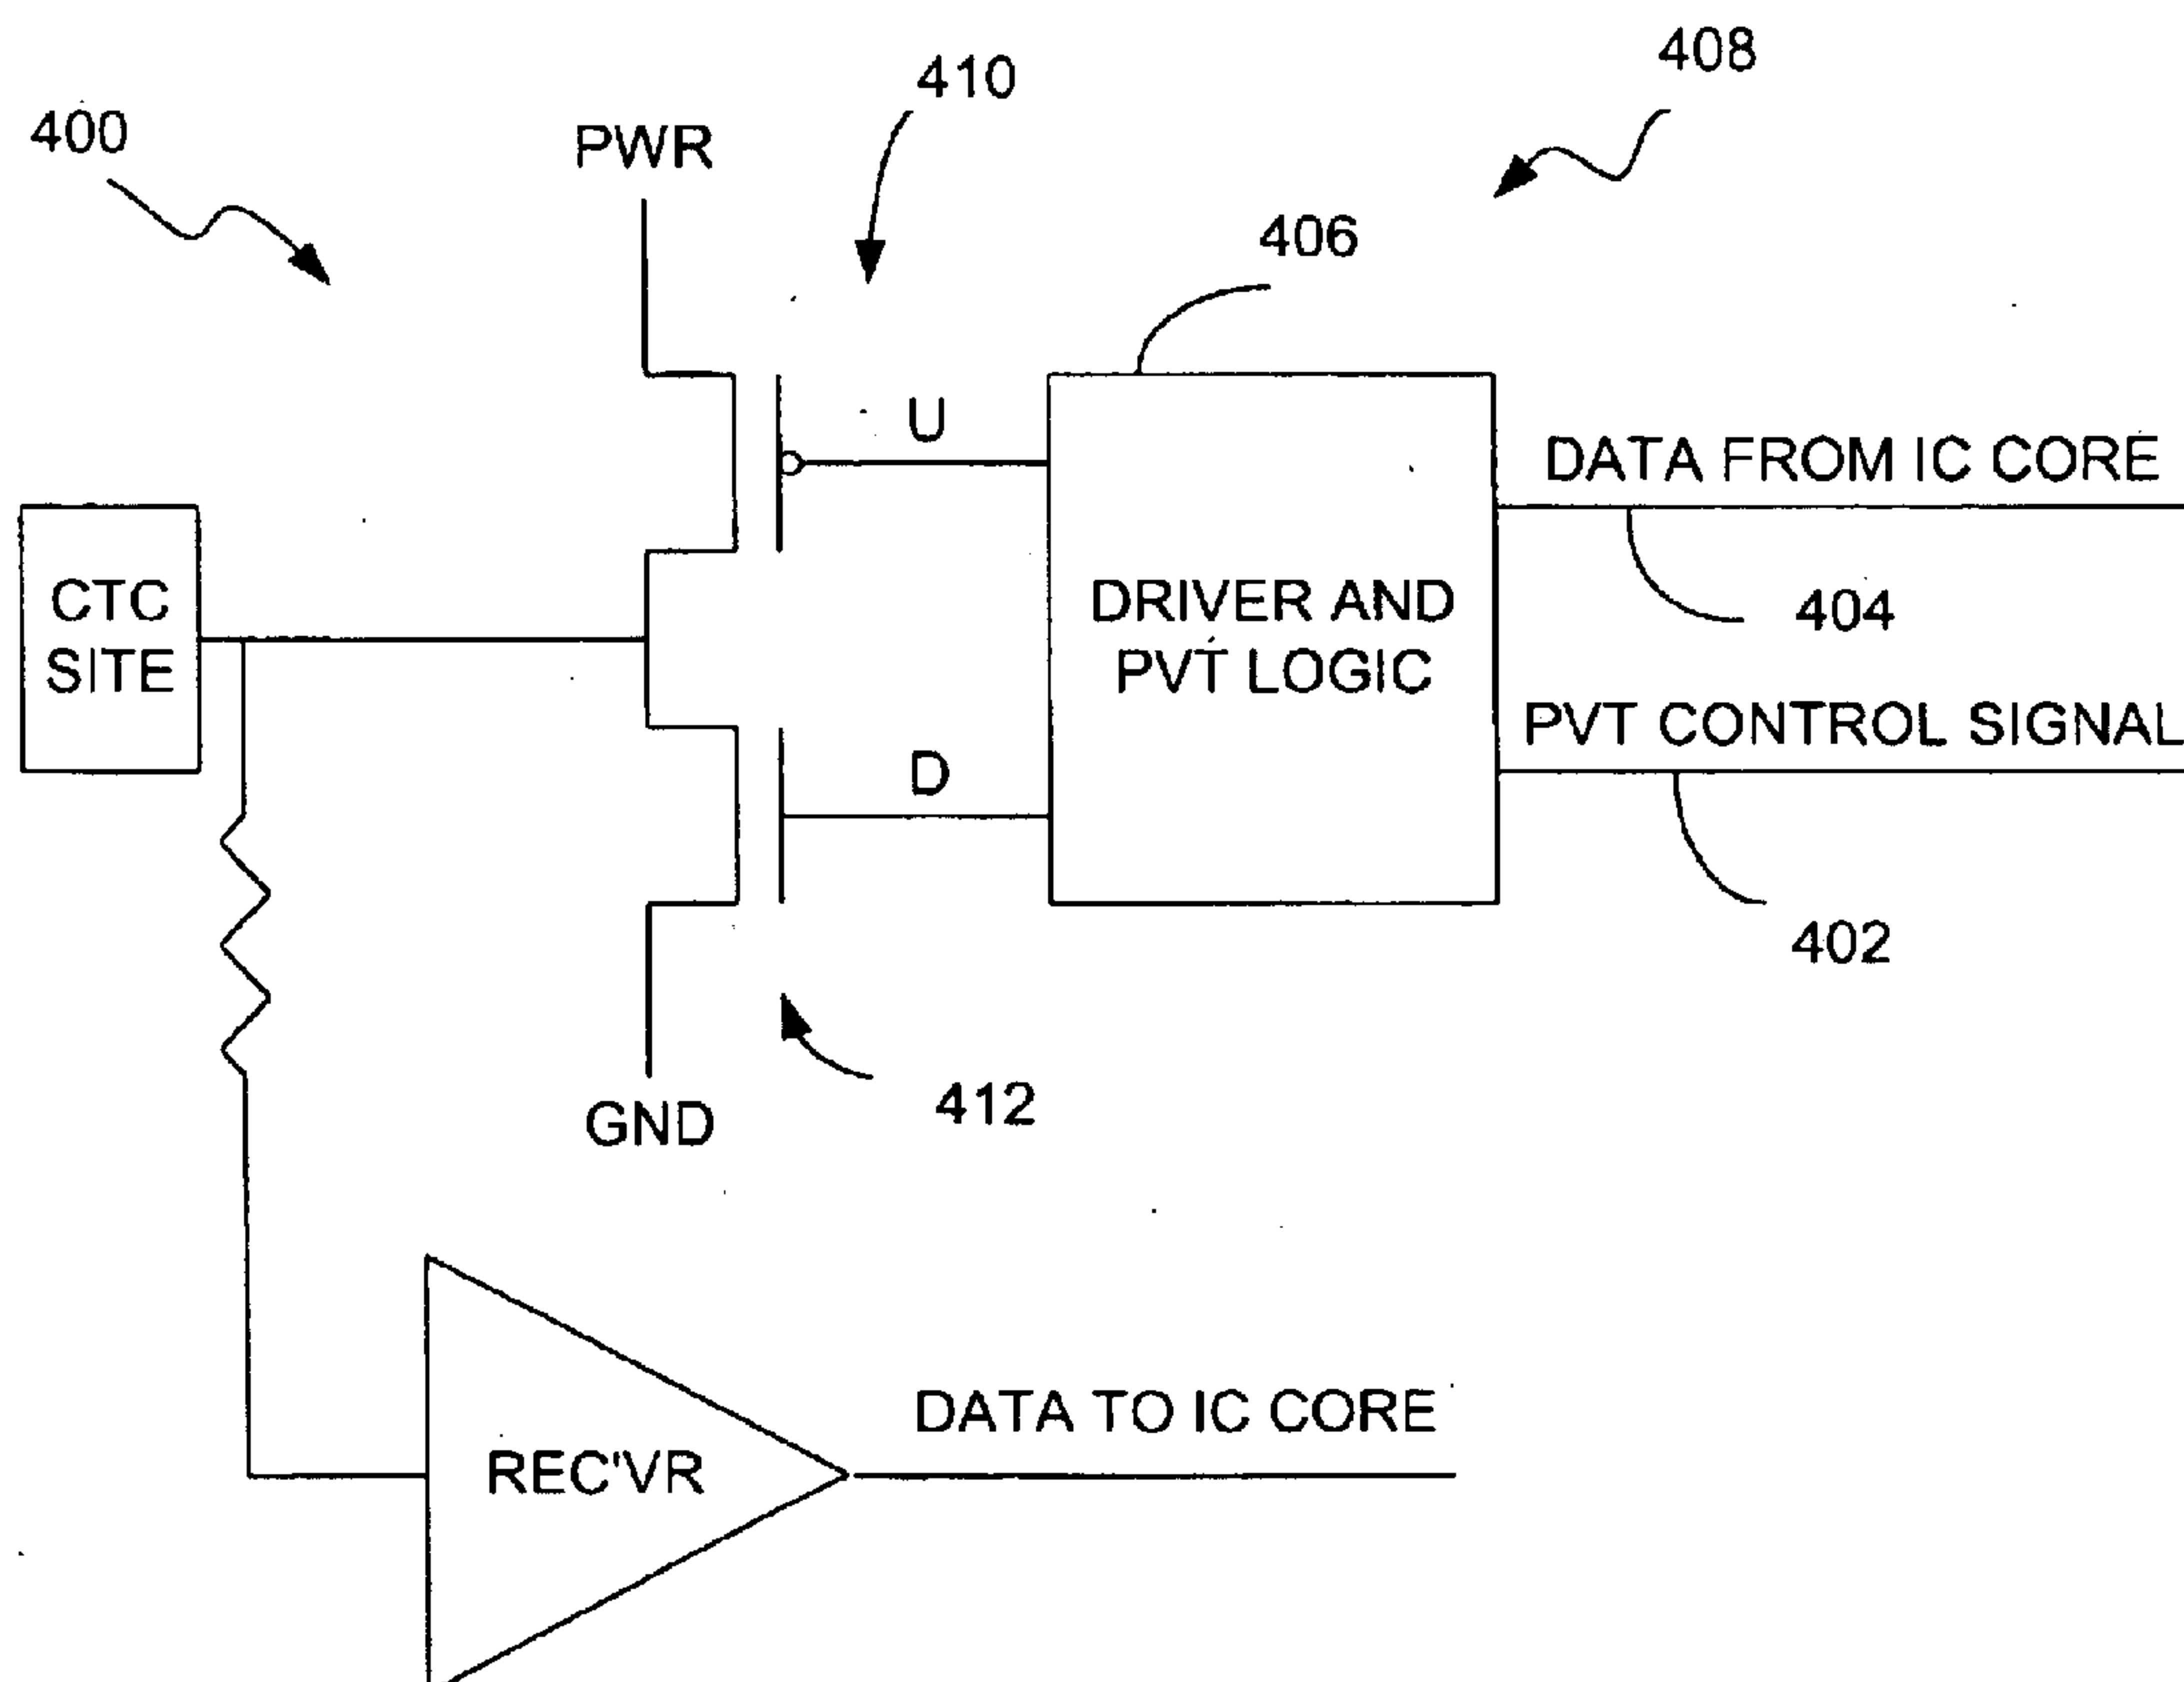 408
410
400
PWR
406
U
DATA FROM IC CORE
CTC
SITE
DRIVER AND
PVT LOGIC
404
PVT CONTROL SIGNAL
D
402
412
GND
DATA TO IC CORE
REC'VR